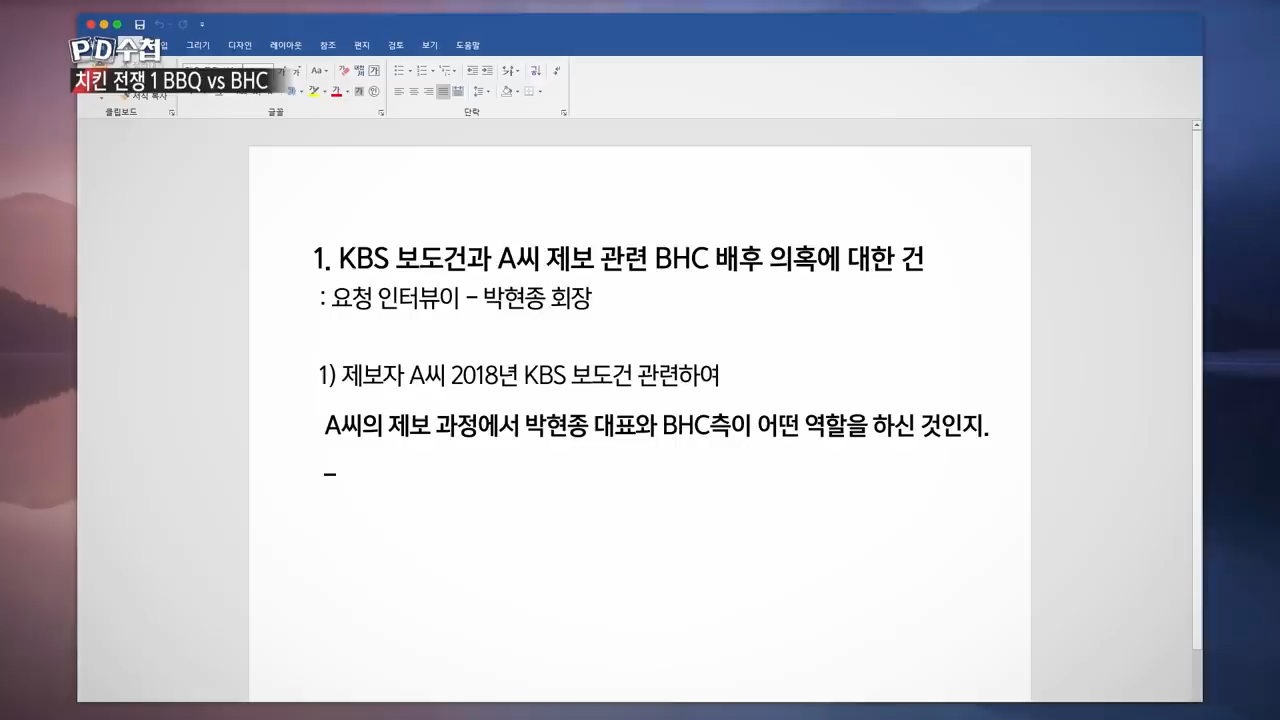 PD수첩
치킨 전쟁 1 BBQ vs BHC
그리기 디자인 레이아웃 참조 편지 검토 보기 도움말
서식 복사
클립보드 글꼴 단락
1. KBS 보도건과 A씨 제보 관련 BHC 배후 의혹에 대한 건
: 요청 인터뷰이 – 박현종 회장
1) 제보자 A씨 2018년 KBS 보도건 관련하여
A씨의 제보 과정에서 박현종 대표와 BHC측이 어떤 역할을 하신 것인지.